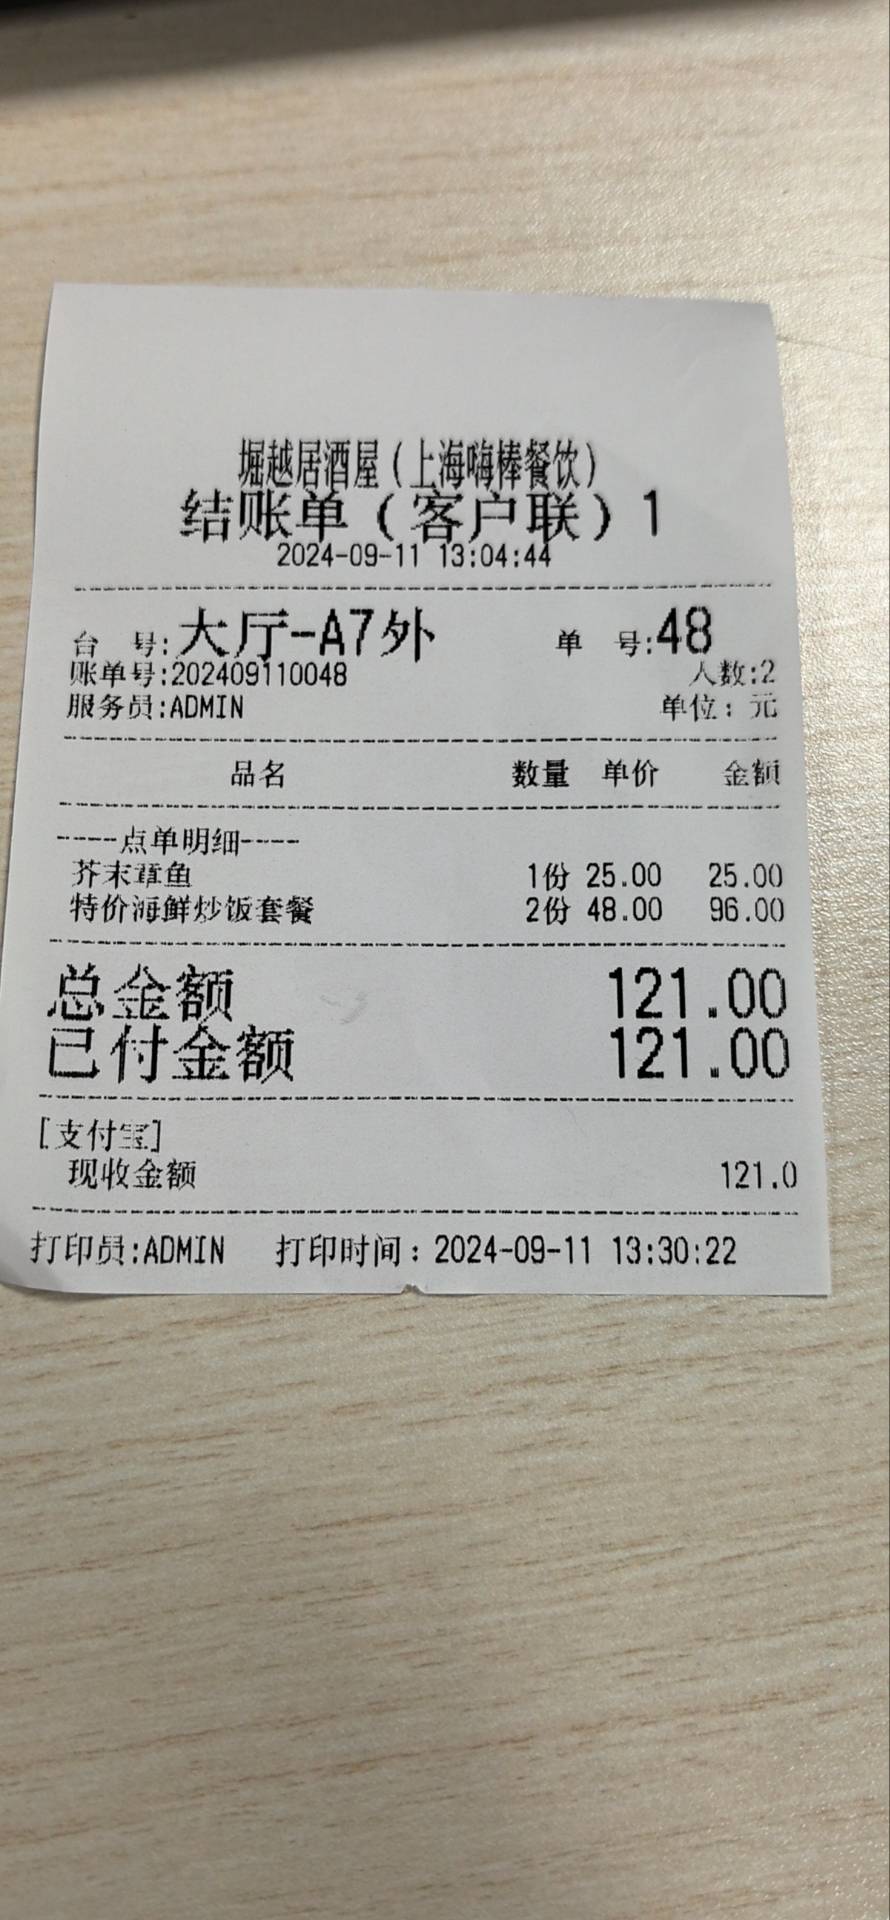 堀越居酒屋(上海嗨棒餐饮)
结账单(客户联)1
2024-09-11 13:04:44
台 号:大厅-A7外 单 号:48
账单号:202409110048 人数:2
服务员:ADMIN 单位: 元
品名 数量 单价 金额
----点单明细----
芥末章鱼 1份 25.00 25.00
特价海鲜炒饭套餐 2份 48.00 96.00
总金额 121.00
已付金额 121.00
[支付宝]
现收金额 121.0
打印员:ADMIN 打印时间:2024-09-11 13:30:22